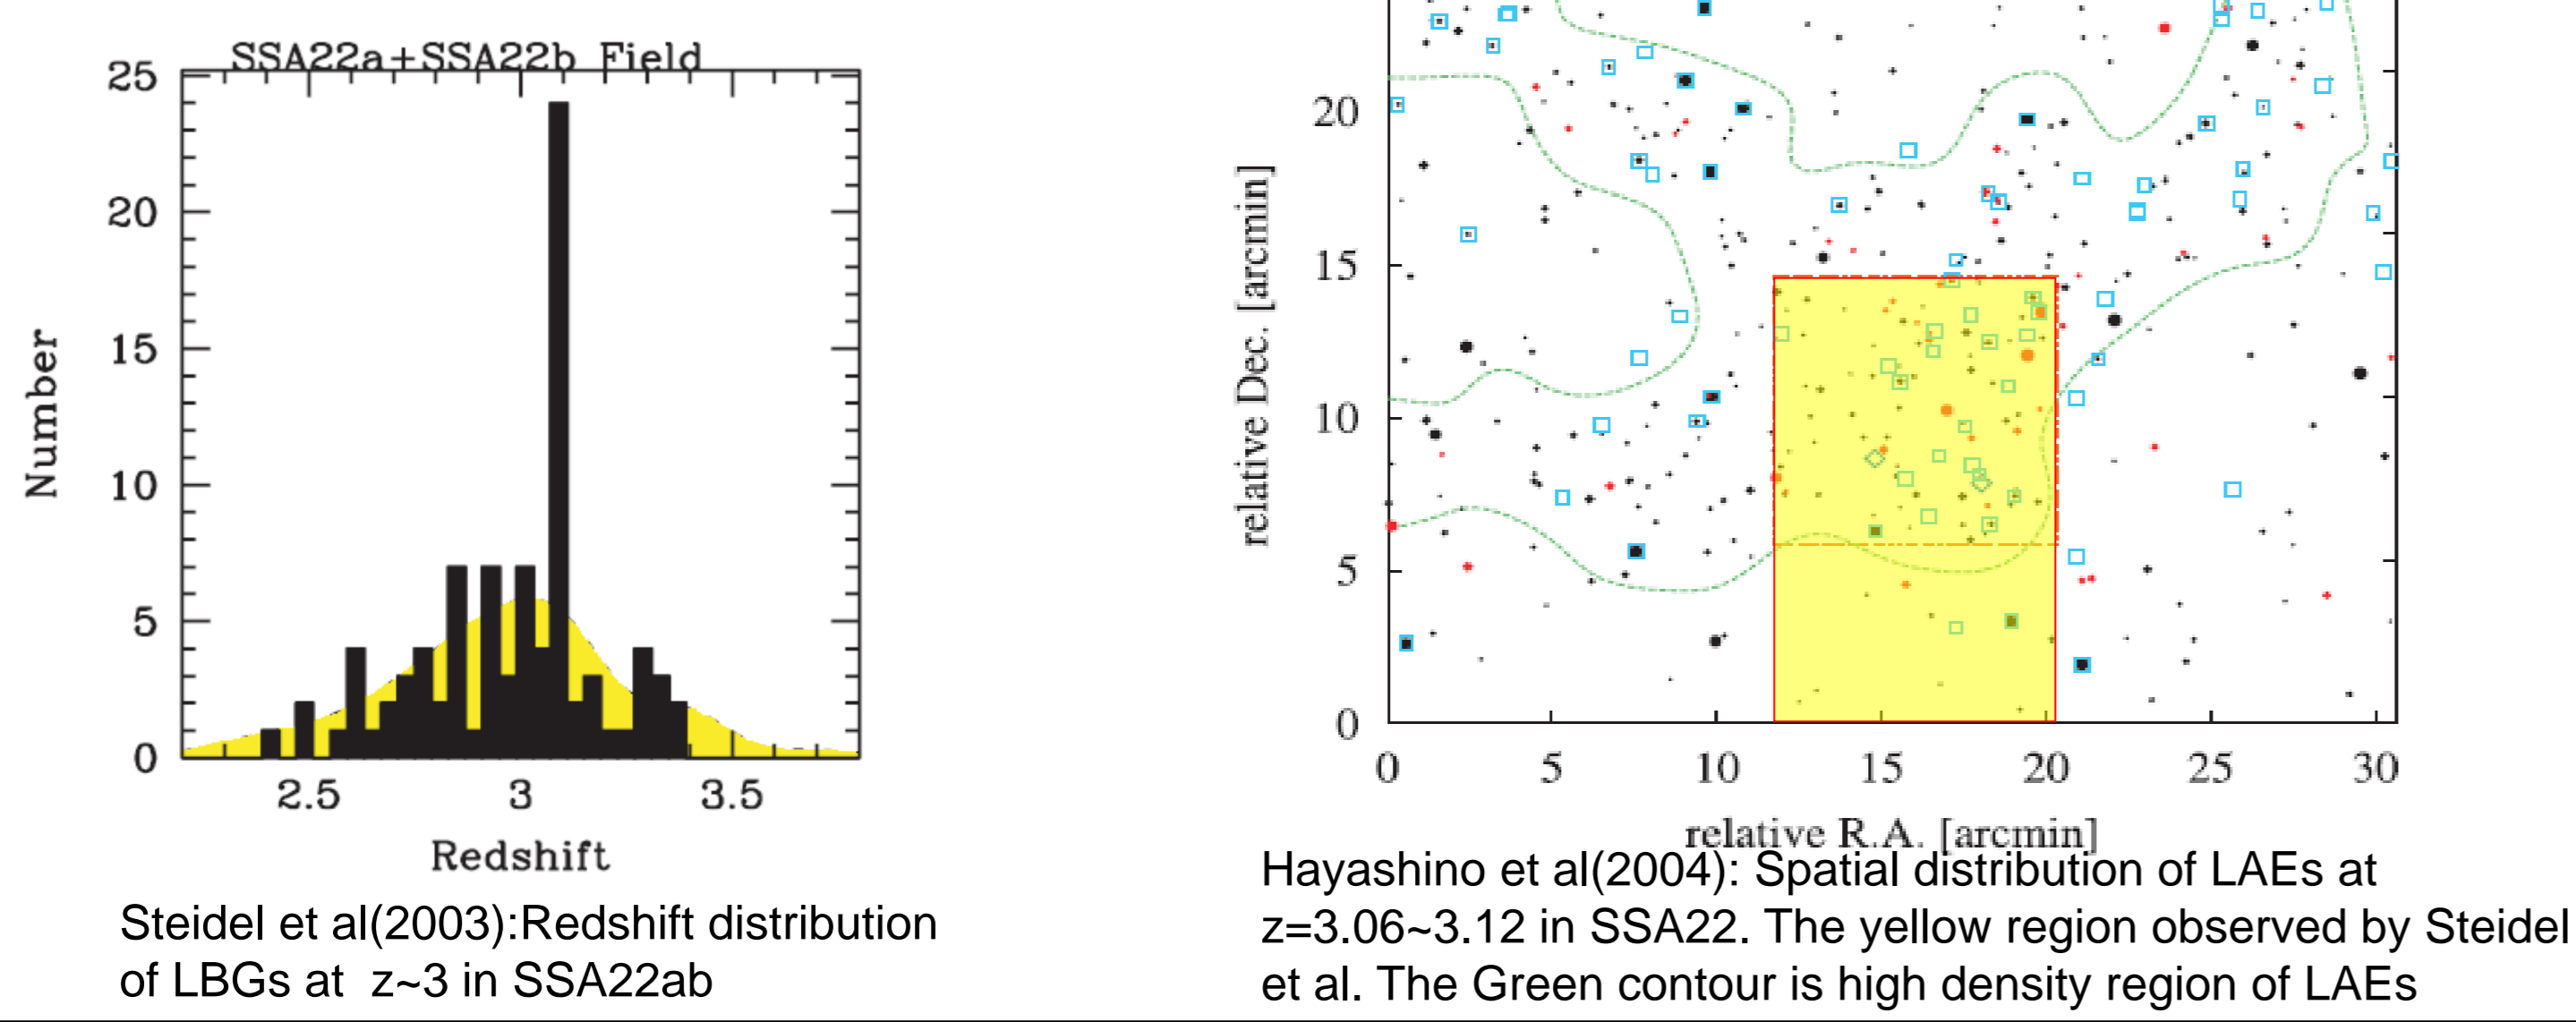 SSA22a+SSA22b Field
25
20
15
10
5
0
Number
2.5 3 3.5
Redshift
Steidel et al(2003):Redshift distribution
of LBGs at z~3 in SSA22ab
20
15
10
5
0
relative Dec. [arcmin]
0 5 10 15 20 25 30
relative R.A. [arcmin]
Hayashino et al(2004): Spatial distribution of LAEs at
z=3.06~3.12 in SSA22. The yellow region observed by Steidel
et al. The Green contour is high density region of LAEs